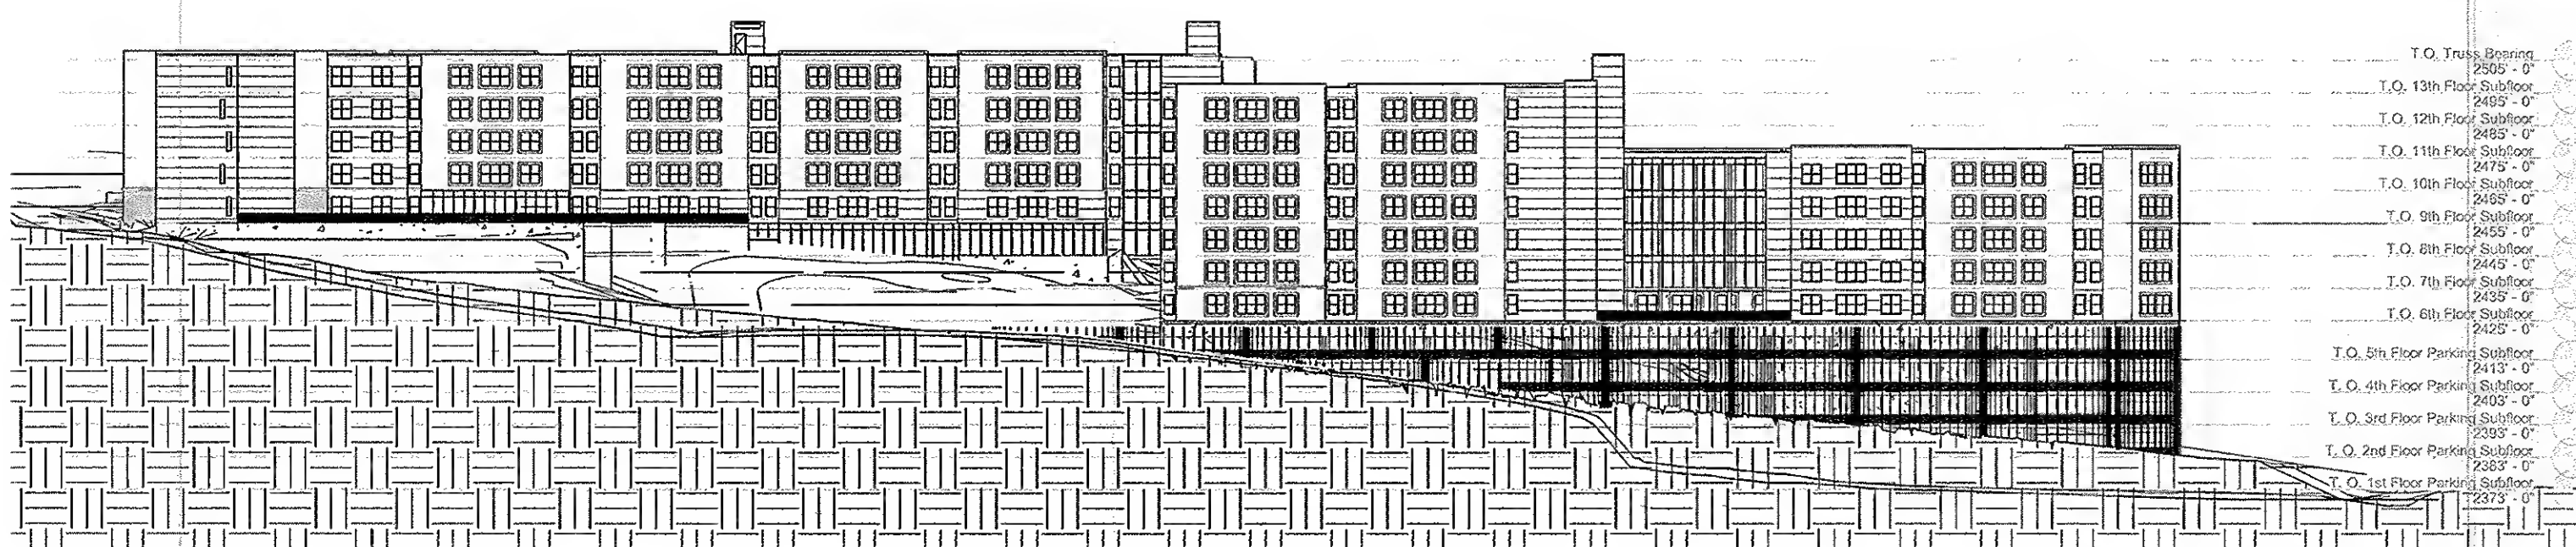 T.O. Truss Bearing
2505' - 0"
T.O. 13th Floor Subfloor
2495' - 0"
T.O. 12th Floor Subfloor
2485' - 0"
T.O. 11th Floor Subfloor
2475' - 0"
T.O. 10th Floor Subfloor
2465' - 0"
T.O. 9th Floor Subfloor
2455' - 0"
T.O. 8th Floor Subfloor
2445' - 0"
T.O. 7th Floor Subfloor
2435' - 0"
T.O. 6th Floor Subfloor
2425' - 0"
T.O. 5th Floor Parking Subfloor
2413' - 0"
T. O. 4th Floor Parking Subfloor
2403' - 0"
T. O. 3rd Floor Parking Subfloor
2393' - 0"
T. O. 2nd Floor Parking Subfloor
2383' - 0"
T. O. 1st Floor Parking Subfloor
2373' - 0"